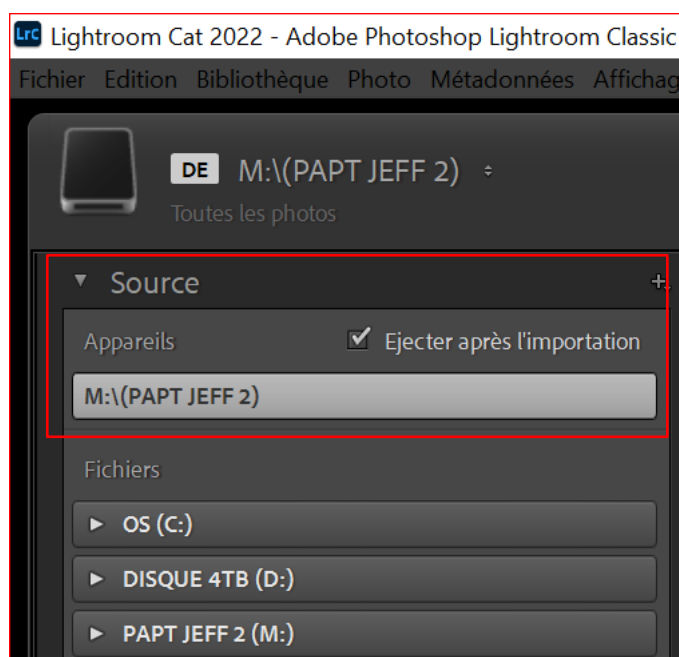 LrC Lightroom Cat 2022 - Adobe Photoshop Lightroom Classic
Fichier Edition Bibliothèque Photo Métadonnées Affichag
DE M:\(PAPT JEFF 2)
Toutes les photos
Source
Appareils Ejecter après l'importation
M:\(PAPT JEFF 2)
Fichiers
OS (C:)
DISQUE 4TB (D:)
PAPT JEFF 2 (M:)